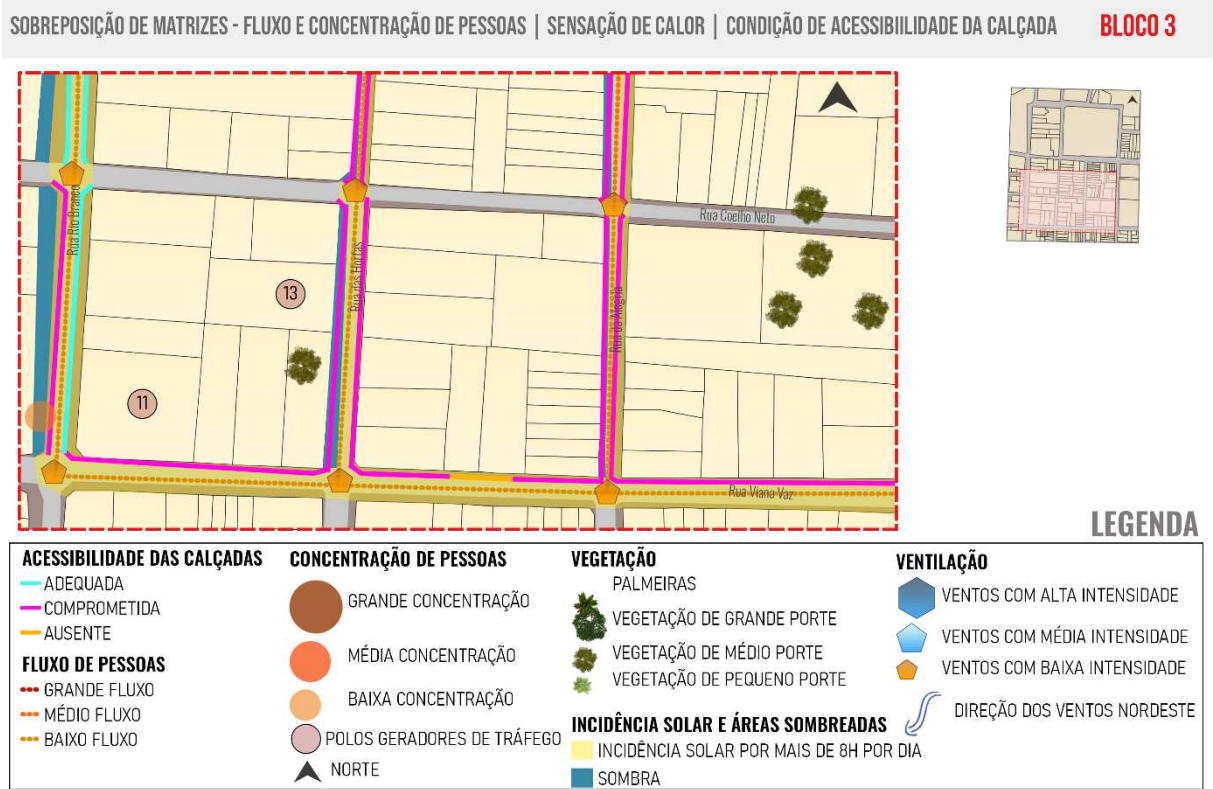 SOBREPOSIÇÃO DE MATRIZES - FLUXO E CONCENTRAÇÃO DE PESSOAS | SENSAÇÃO DE CALOR | CONDIÇÃO DE ACESSIBIILIDADE DA CALÇADA BLOCO 3
Rua Rio Branco
Rua das Hortas
Rua da Alegria
Rua Coelho Neto
13
11
Rua Viana Vaz
LEGENDA
ACESSIBILIDADE DAS CALÇADAS
ADEQUADA
COMPROMETIDA
AUSENTE
FLUXO DE PESSOAS
GRANDE FLUXO
MÉDIO FLUXO
BAIXO FLUXO
CONCENTRAÇÃO DE PESSOAS
GRANDE CONCENTRAÇÃO
MÉDIA CONCENTRAÇÃO
BAIXA CONCENTRAÇÃO
POLOS GERADORES DE TRÁFEGO
NORTE
VEGETAÇÃO
PALMEIRAS
VEGETAÇÃO DE GRANDE PORTE
VEGETAÇÃO DE MÉDIO PORTE
VEGETAÇÃO DE PEQUENO PORTE
INCIDÊNCIA SOLAR E ÁREAS SOMBREADAS
INCIDÊNCIA SOLAR POR MAIS DE 8H POR DIA
SOMBRA
VENTILAÇÃO
VENTOS COM ALTA INTENSIDADE
VENTOS COM MÉDIA INTENSIDADE
VENTOS COM BAIXA INTENSIDADE
DIREÇÃO DOS VENTOS NORDESTE